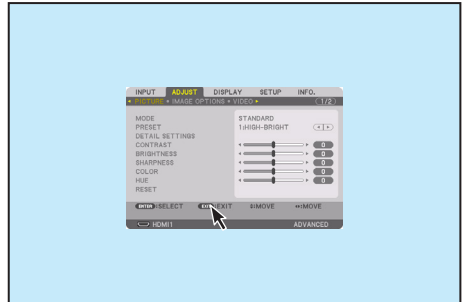 INPUT ADJUST DISPLAY SETUP INFO.
PICTURE • IMAGE OPTIONS • VIDEO (1/2)
MODE STANDARD
PRESET 1:HIGH-BRIGHT
DETAIL SETTINGS
CONTRAST 0
BRIGHTNESS 0
SHARPNESS 0
COLOR 0
HUE 0
RESET
ENTER:SELECT EXIT:EXIT :MOVE :MOVE
HDMI1 ADVANCED